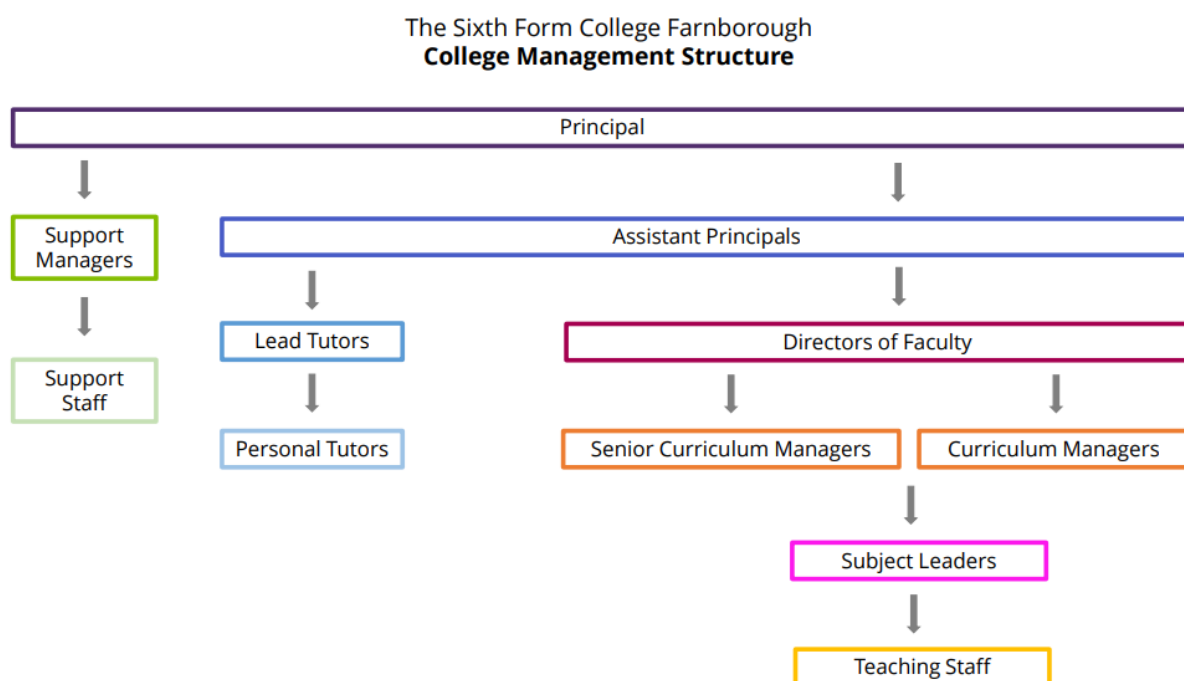 The Sixth Form College Farnborough
College Management Structure
Principal
Support
Managers
Assistant Principals
Lead Tutors
Directors of Faculty
Support
Staff
Personal Tutors
Senior Curriculum Managers
Curriculum Managers
Subject Leaders
Teaching Staff